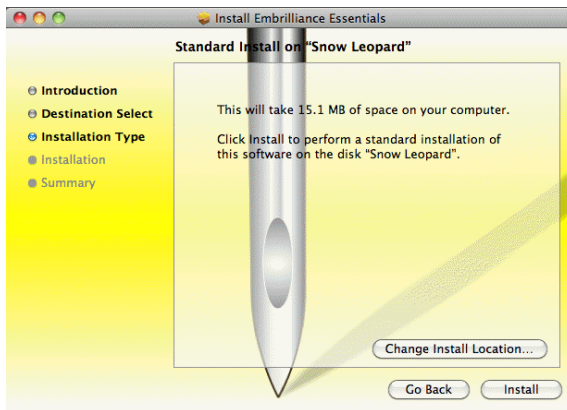 Install Embrilliance Essentials
Standard Install on “Snow Leopard”
Introduction
Destination Select
Installation Type
Installation
Summary
This will take 15.1 MB of space on your computer.
Click Install to perform a standard installation of
this software on the disk “Snow Leopard”.
Change Install Location...
Go Back
Install